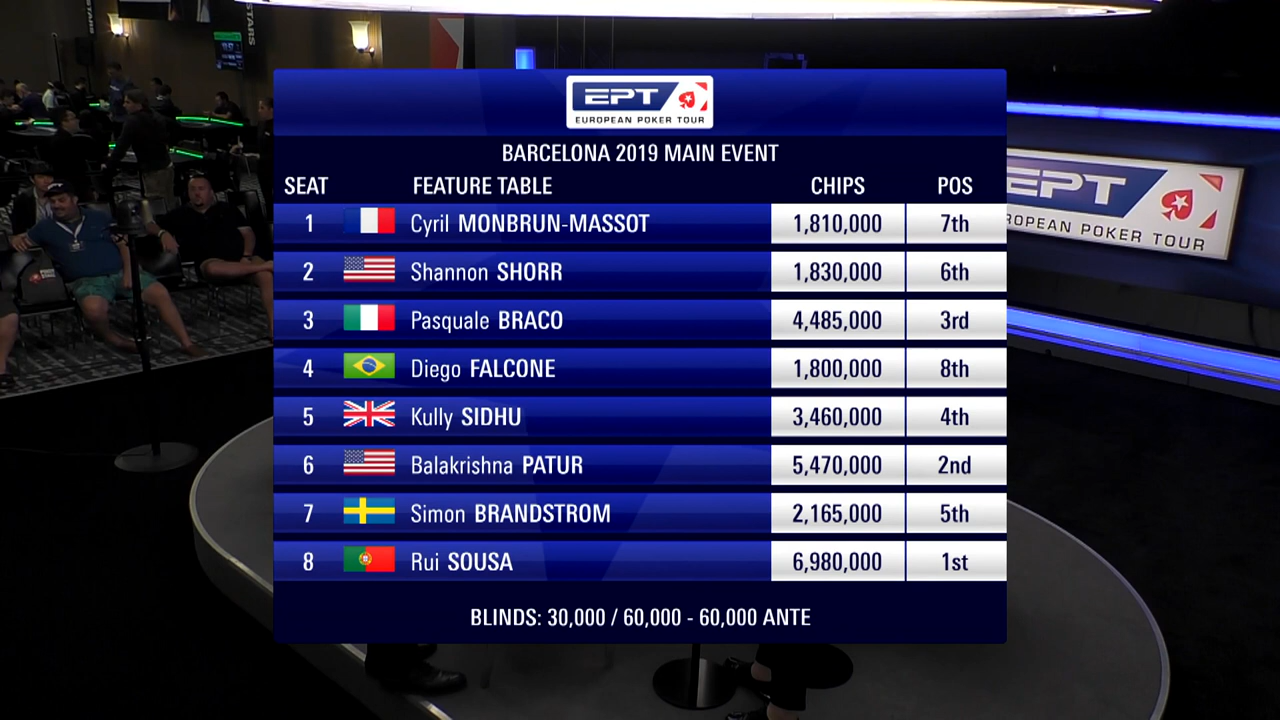 EPT
EUROPEAN POKER TOUR
BARCELONA 2019 MAIN EVENT
SEAT FEATURE TABLE CHIPS POS
1 Cyril MONBRUN-MASSOT 1,810,000 7th
2 Shannon SHORR 1,830,000 6th
3 Pasquale BRACO 4,485,000 3rd
4 Diego FALCONE 1,800,000 8th
5 Kully SIDHU 3,460,000 4th
6 Balakrishna PATUR 5,470,000 2nd
7 Simon BRANDSTROM 2,165,000 5th
8 Rui SOUSA 6,980,000 1st
BLINDS: 30,000 / 60,000 - 60,000 ANTE
EPT
ROPEAN POKER TOUR